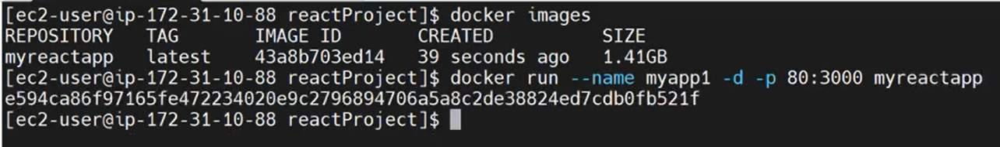 [ec2-user@ip-172-31-10-88 reactProject]$ docker images
REPOSITORY   TAG       IMAGE ID       CREATED          SIZE
myreactapp   latest    43a8b703ed14   39 seconds ago   1.41GB
[ec2-user@ip-172-31-10-88 reactProject]$ docker run --name myapp1 -d -p 80:3000 myreactapp
e594ca86f97165fe472234020e9c2796894706a5a8c2de38824ed7cdb0fb521f
[ec2-user@ip-172-31-10-88 reactProject]$